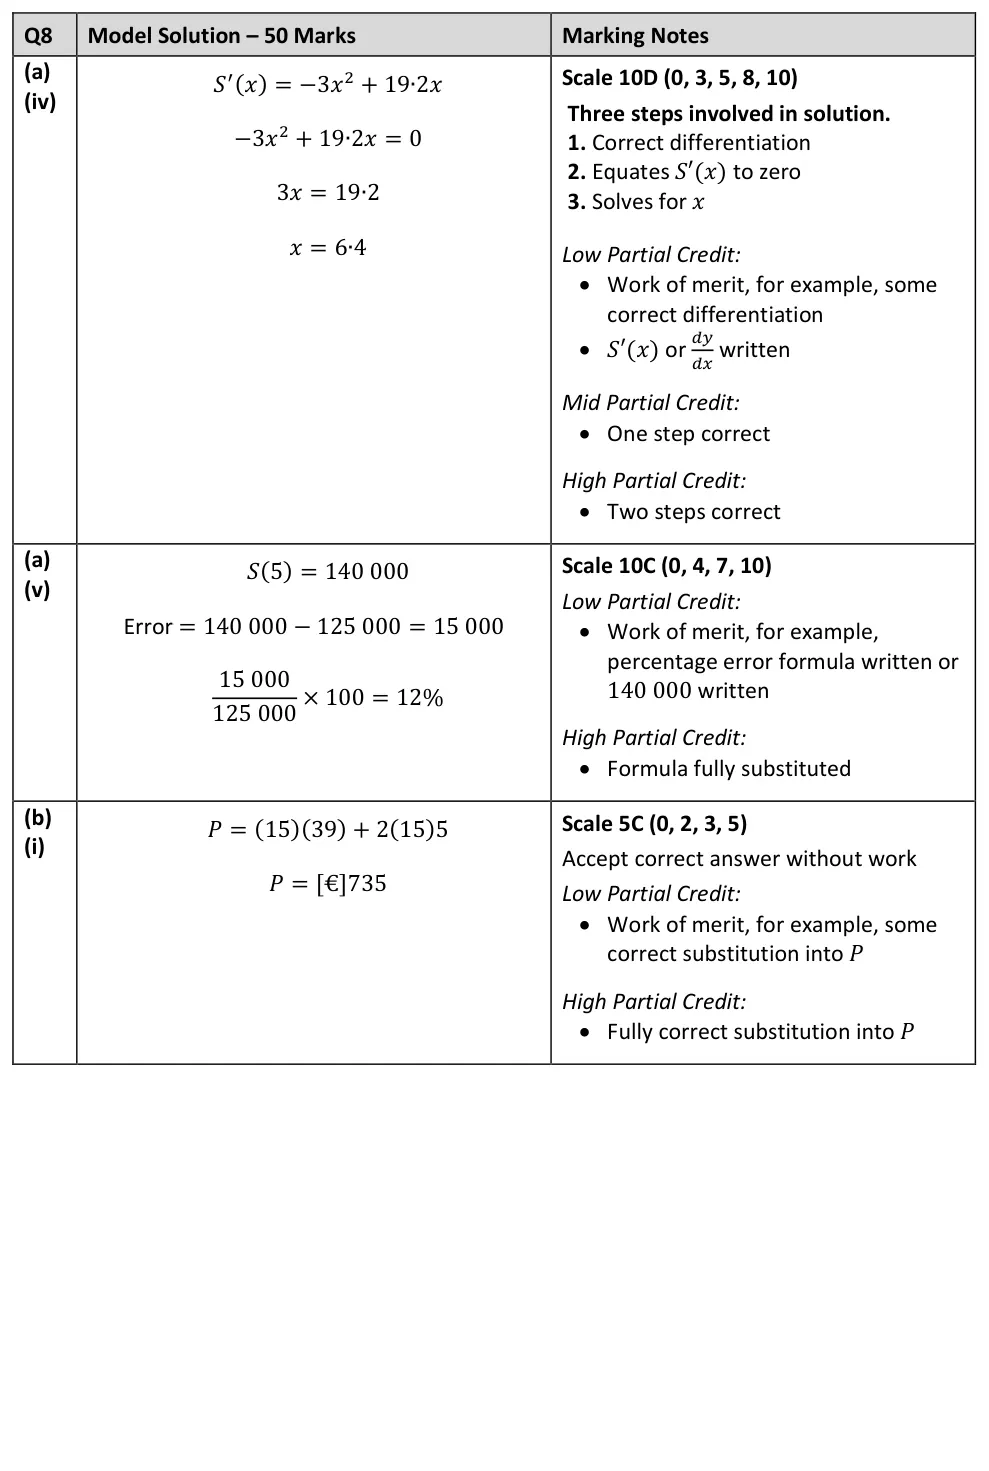 Q8 Model Solution – 50 Marks Marking Notes
(a)
(iv)
S′(x) = −3x² + 19·2x
−3x² + 19·2x = 0
3x = 19·2
x = 6·4
Scale 10D (0, 3, 5, 8, 10)
Three steps involved in solution.
1. Correct differentiation
2. Equates S′(x) to zero
3. Solves for x
Low Partial Credit:
• Work of merit, for example, some
correct differentiation
• S′(x) or dy/dx written
Mid Partial Credit:
• One step correct
High Partial Credit:
• Two steps correct
(a)
(v)
S(5) = 140 000
Error = 140 000 − 125 000 = 15 000
15 000/125 000 × 100 = 12%
Scale 10C (0, 4, 7, 10)
Low Partial Credit:
• Work of merit, for example,
percentage error formula written or
140 000 written
High Partial Credit:
• Formula fully substituted
(b)
(i)
P = (15)(39) + 2(15)5
P = [€]735
Scale 5C (0, 2, 3, 5)
Accept correct answer without work
Low Partial Credit:
• Work of merit, for example, some
correct substitution into P
High Partial Credit:
• Fully correct substitution into P